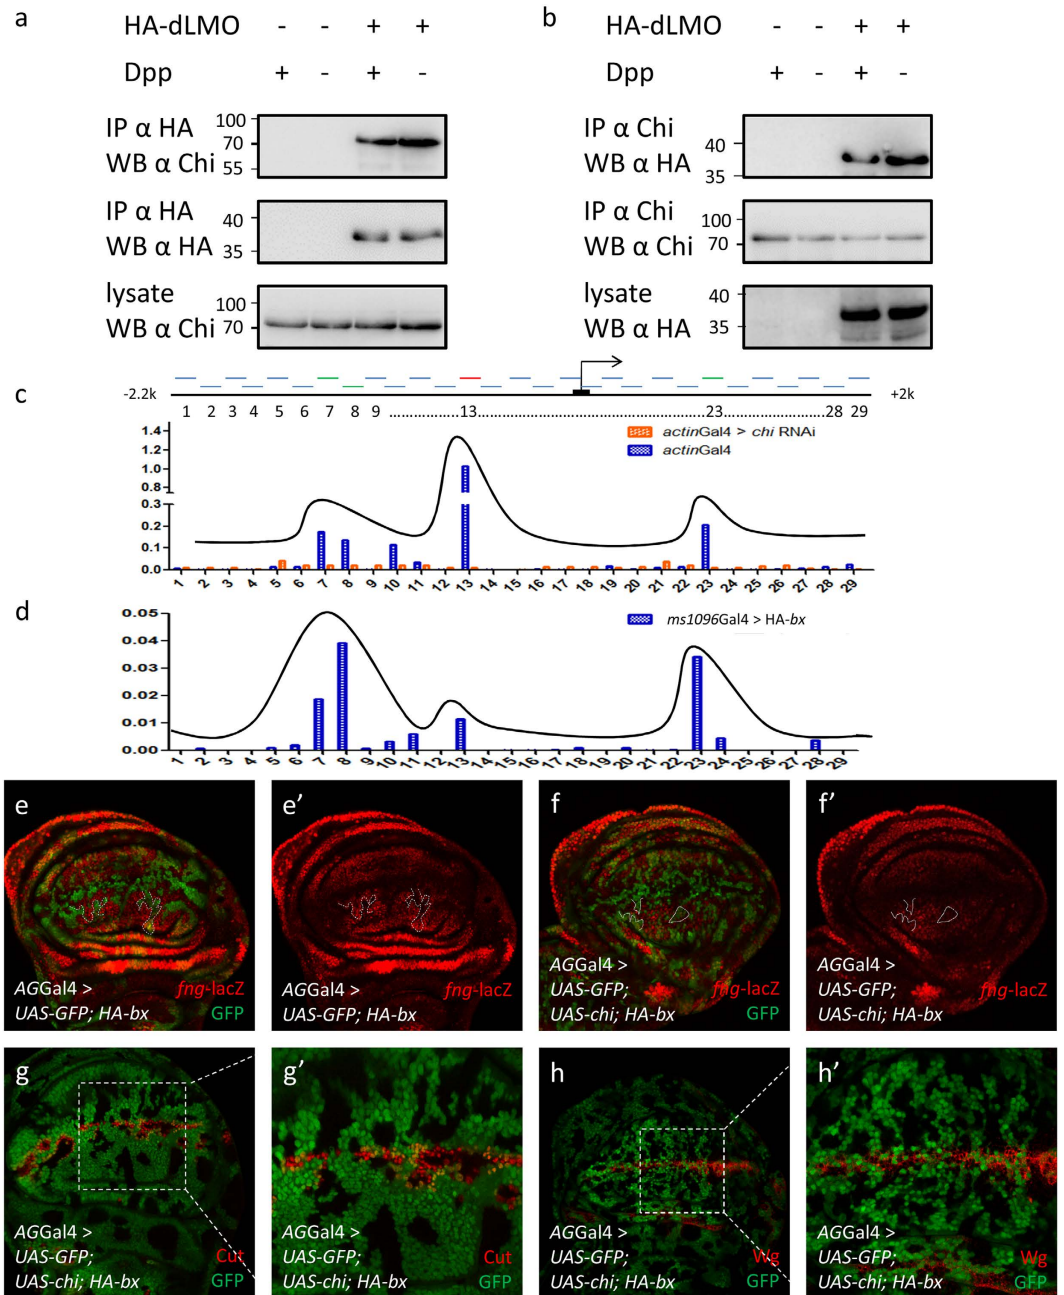 a
HA-dLMO - - + +
Dpp + - + -
IP α HA
WB α Chi
100
70
55
IP α HA
WB α HA
40
35
lysate
WB α Chi
100
70
b
HA-dLMO - - + +
Dpp + - + -
IP α Chi
WB α HA
40
35
IP α Chi
WB α Chi
100
70
lysate
WB α HA
40
35
c
-2.2k +2k
1 2 3 4 5 6 7 8 9 ..................13..................23..................28 29
actinGal4 > chi RNAi
actinGal4
1.4
1.2
1.0
0.8
0.3
0.2
0.1
0.0
1 2 3 4 5 6 7 8 9 10 11 12 13 14 15 16 17 18 19 20 21 22 23 24 25 26 27 28 29
d
ms1096Gal4 > HA-bx
0.05
0.04
0.03
0.02
0.01
0.00
1 2 3 4 5 6 7 8 9 10 11 12 13 14 15 16 17 18 19 20 21 22 23 24 25 26 27 28 29
e
AGGal4 > fng-lacZ
UAS-GFP; HA-bx GFP
e’
AGGal4 > fng-lacZ
UAS-GFP; HA-bx
f
AGGal4 >
UAS-GFP; fng-lacZ
UAS-chi; HA-bx GFP
f’
AGGal4 >
UAS-GFP; fng-lacZ
UAS-chi; HA-bx
g
AGGal4 >
UAS-GFP; Cut
UAS-chi; HA-bx GFP
g’
AGGal4 >
UAS-GFP; Cut
UAS-chi; HA-bx GFP
h
AGGal4 >
UAS-GFP; Wg
UAS-chi; HA-bx GFP
h’
AGGal4 >
UAS-GFP; Wg
UAS-chi; HA-bx GFP